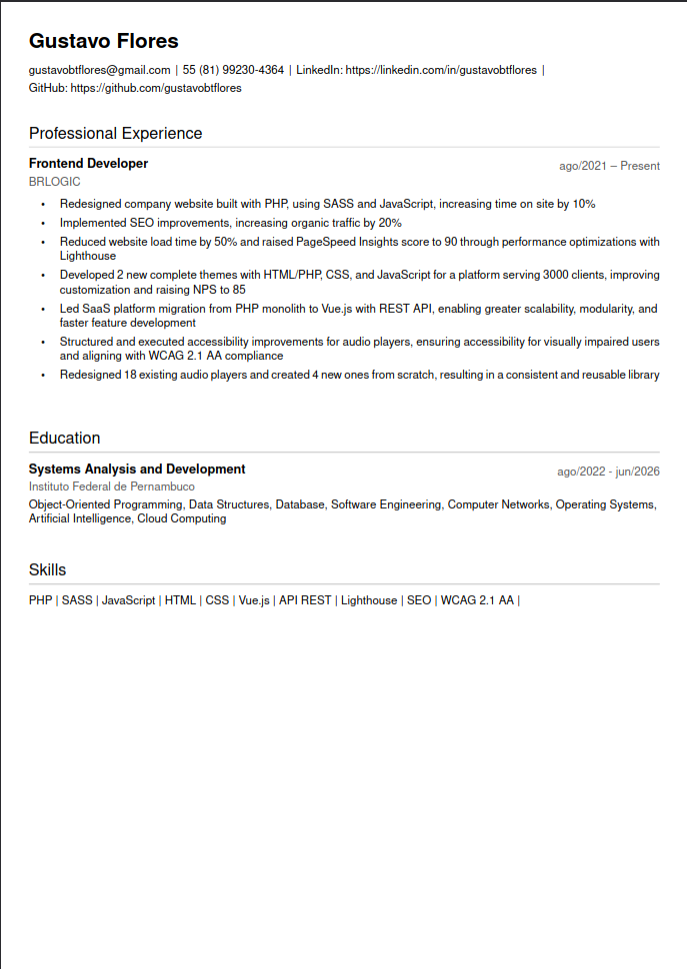 Gustavo Flores
gustavobtflores@gmail.com | 55 (81) 99230-4364 | LinkedIn: https://linkedin.com/in/gustavobtflores |
GitHub: https://github.com/gustavobtflores
Professional Experience
Frontend Developer ago/2021 – Present
BRLOGIC
• Redesigned company website built with PHP, using SASS and JavaScript, increasing time on site by 10%
• Implemented SEO improvements, increasing organic traffic by 20%
• Reduced website load time by 50% and raised PageSpeed Insights score to 90 through performance optimizations with
Lighthouse
• Developed 2 new complete themes with HTML/PHP, CSS, and JavaScript for a platform serving 3000 clients, improving
customization and raising NPS to 85
• Led SaaS platform migration from PHP monolith to Vue.js with REST API, enabling greater scalability, modularity, and
faster feature development
• Structured and executed accessibility improvements for audio players, ensuring accessibility for visually impaired users
and aligning with WCAG 2.1 AA compliance
• Redesigned 18 existing audio players and created 4 new ones from scratch, resulting in a consistent and reusable library
Education
Systems Analysis and Development ago/2022 - jun/2026
Instituto Federal de Pernambuco
Object-Oriented Programming, Data Structures, Database, Software Engineering, Computer Networks, Operating Systems,
Artificial Intelligence, Cloud Computing
Skills
PHP | SASS | JavaScript | HTML | CSS | Vue.js | API REST | Lighthouse | SEO | WCAG 2.1 AA |